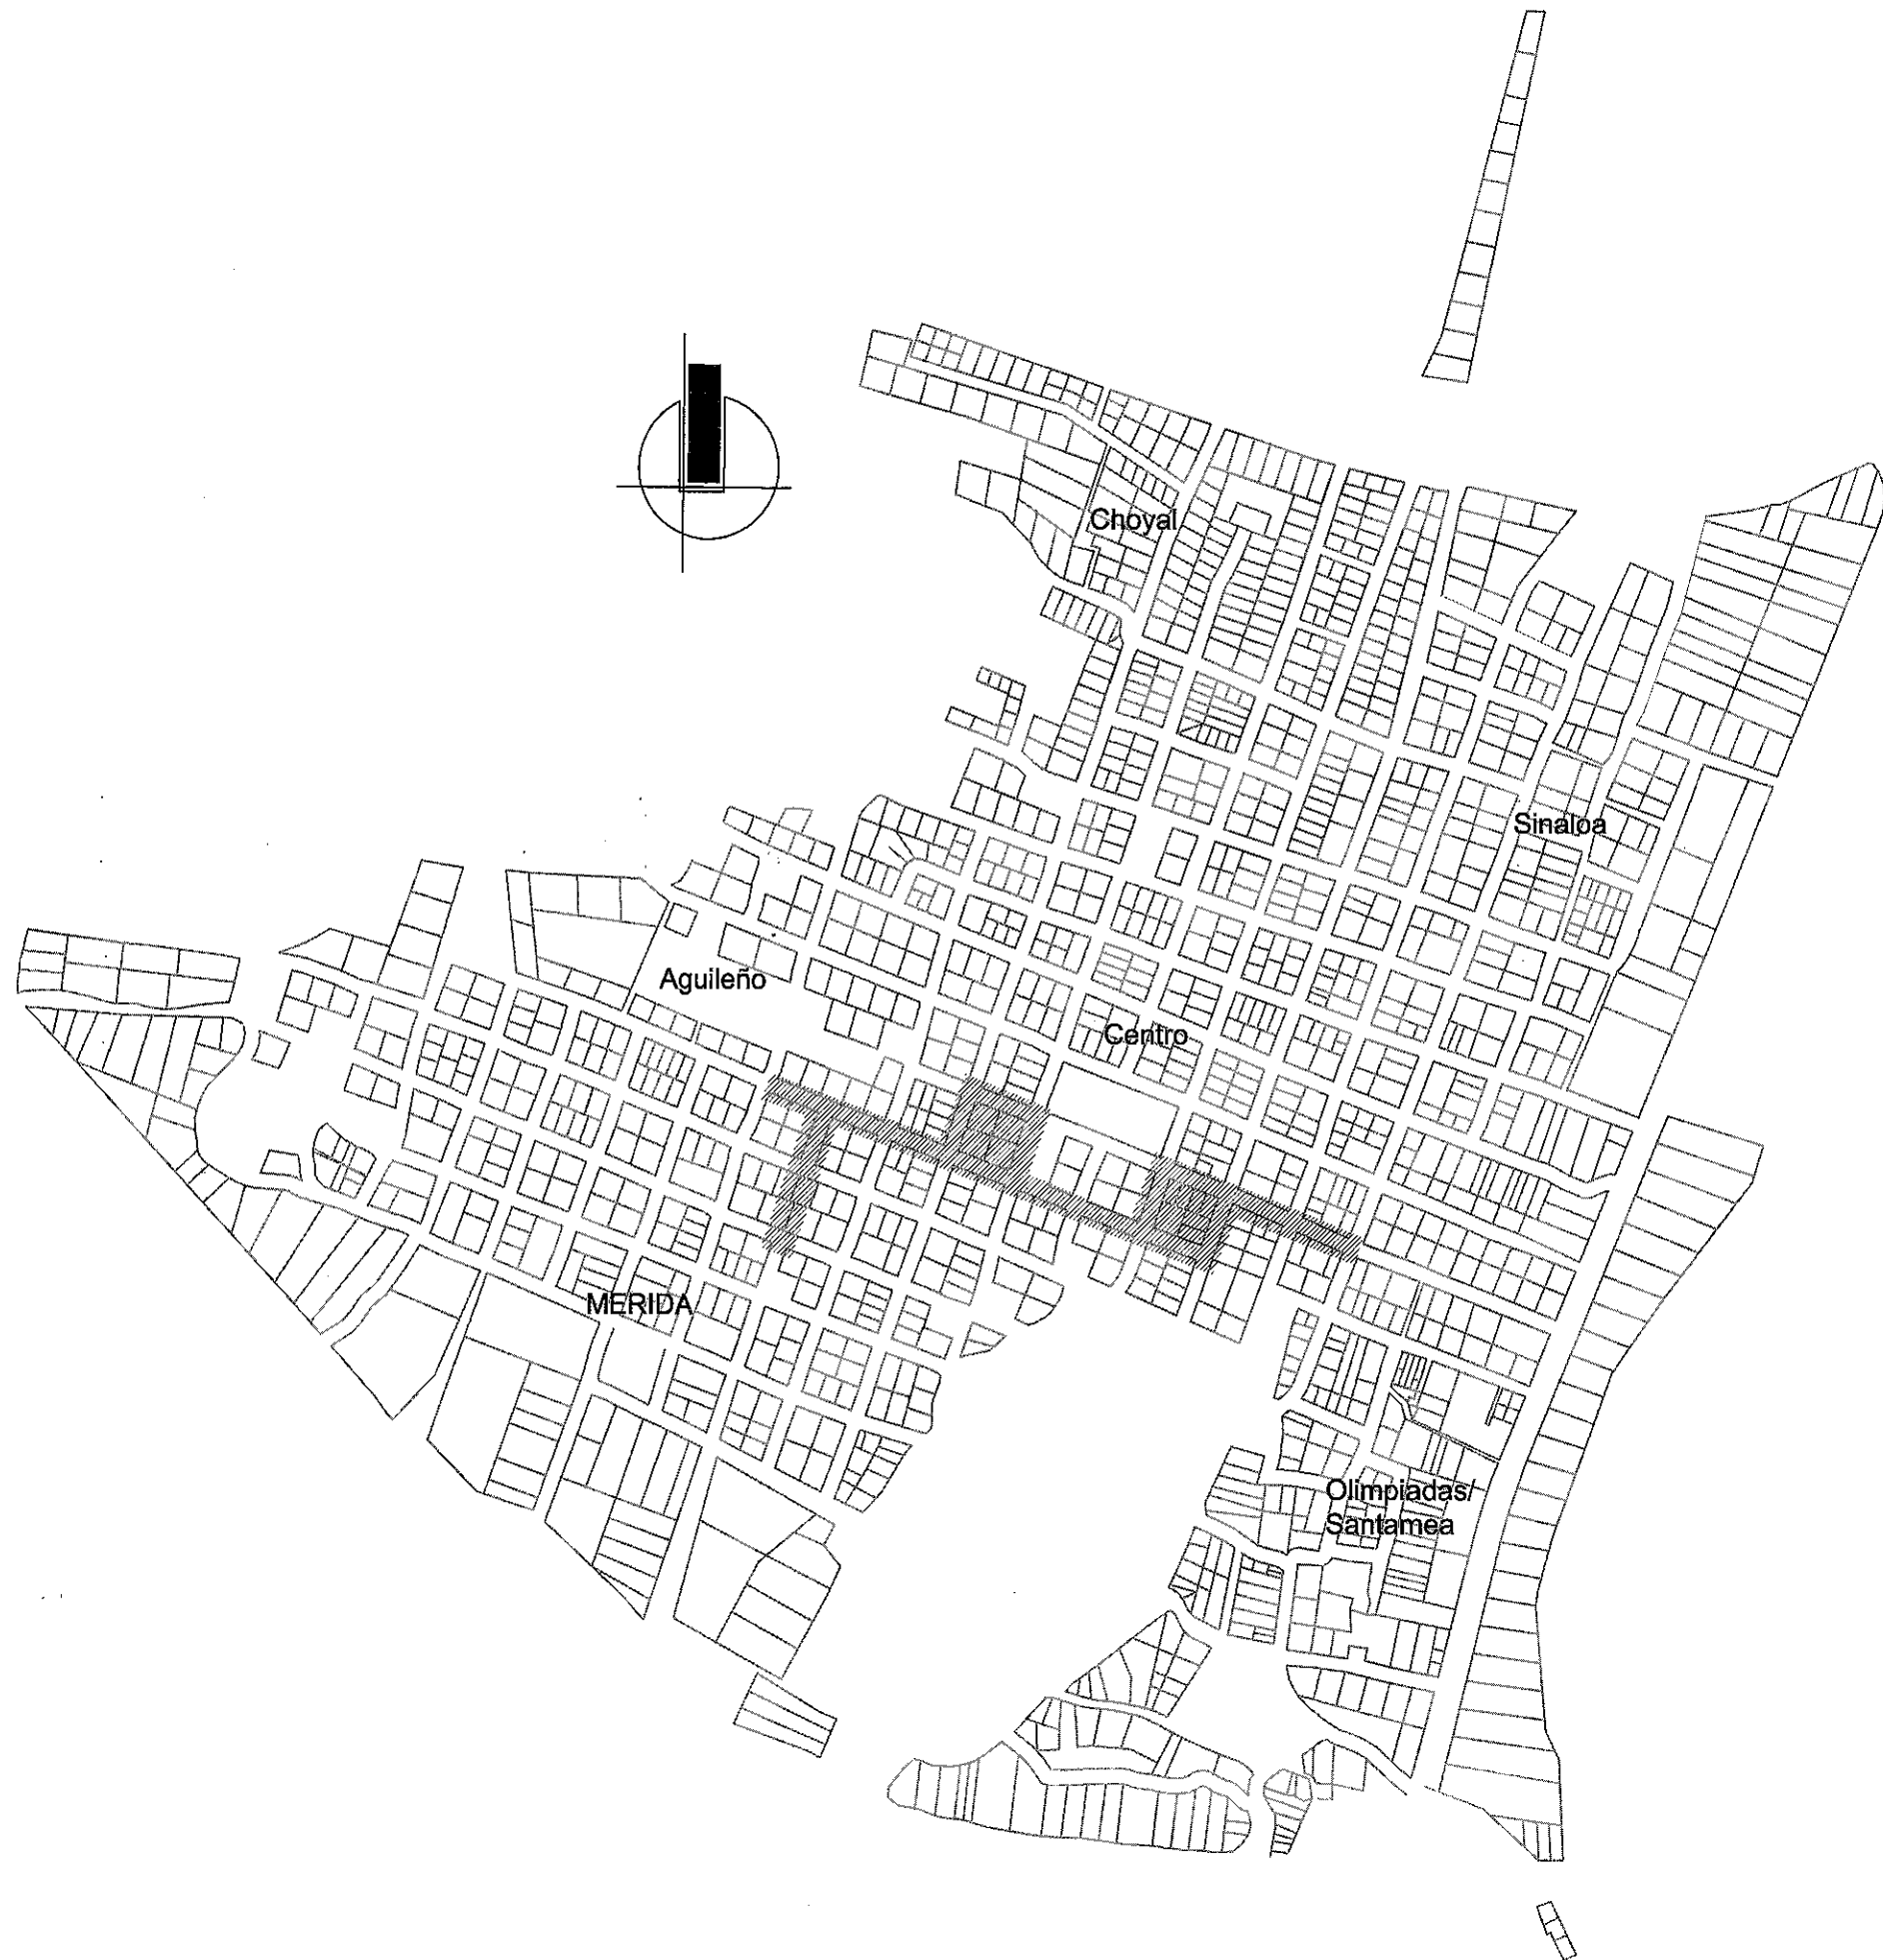 Choyal
Sinaloa
Aguileño
Centro
MERIDA
Olimpiadas/
Santamea